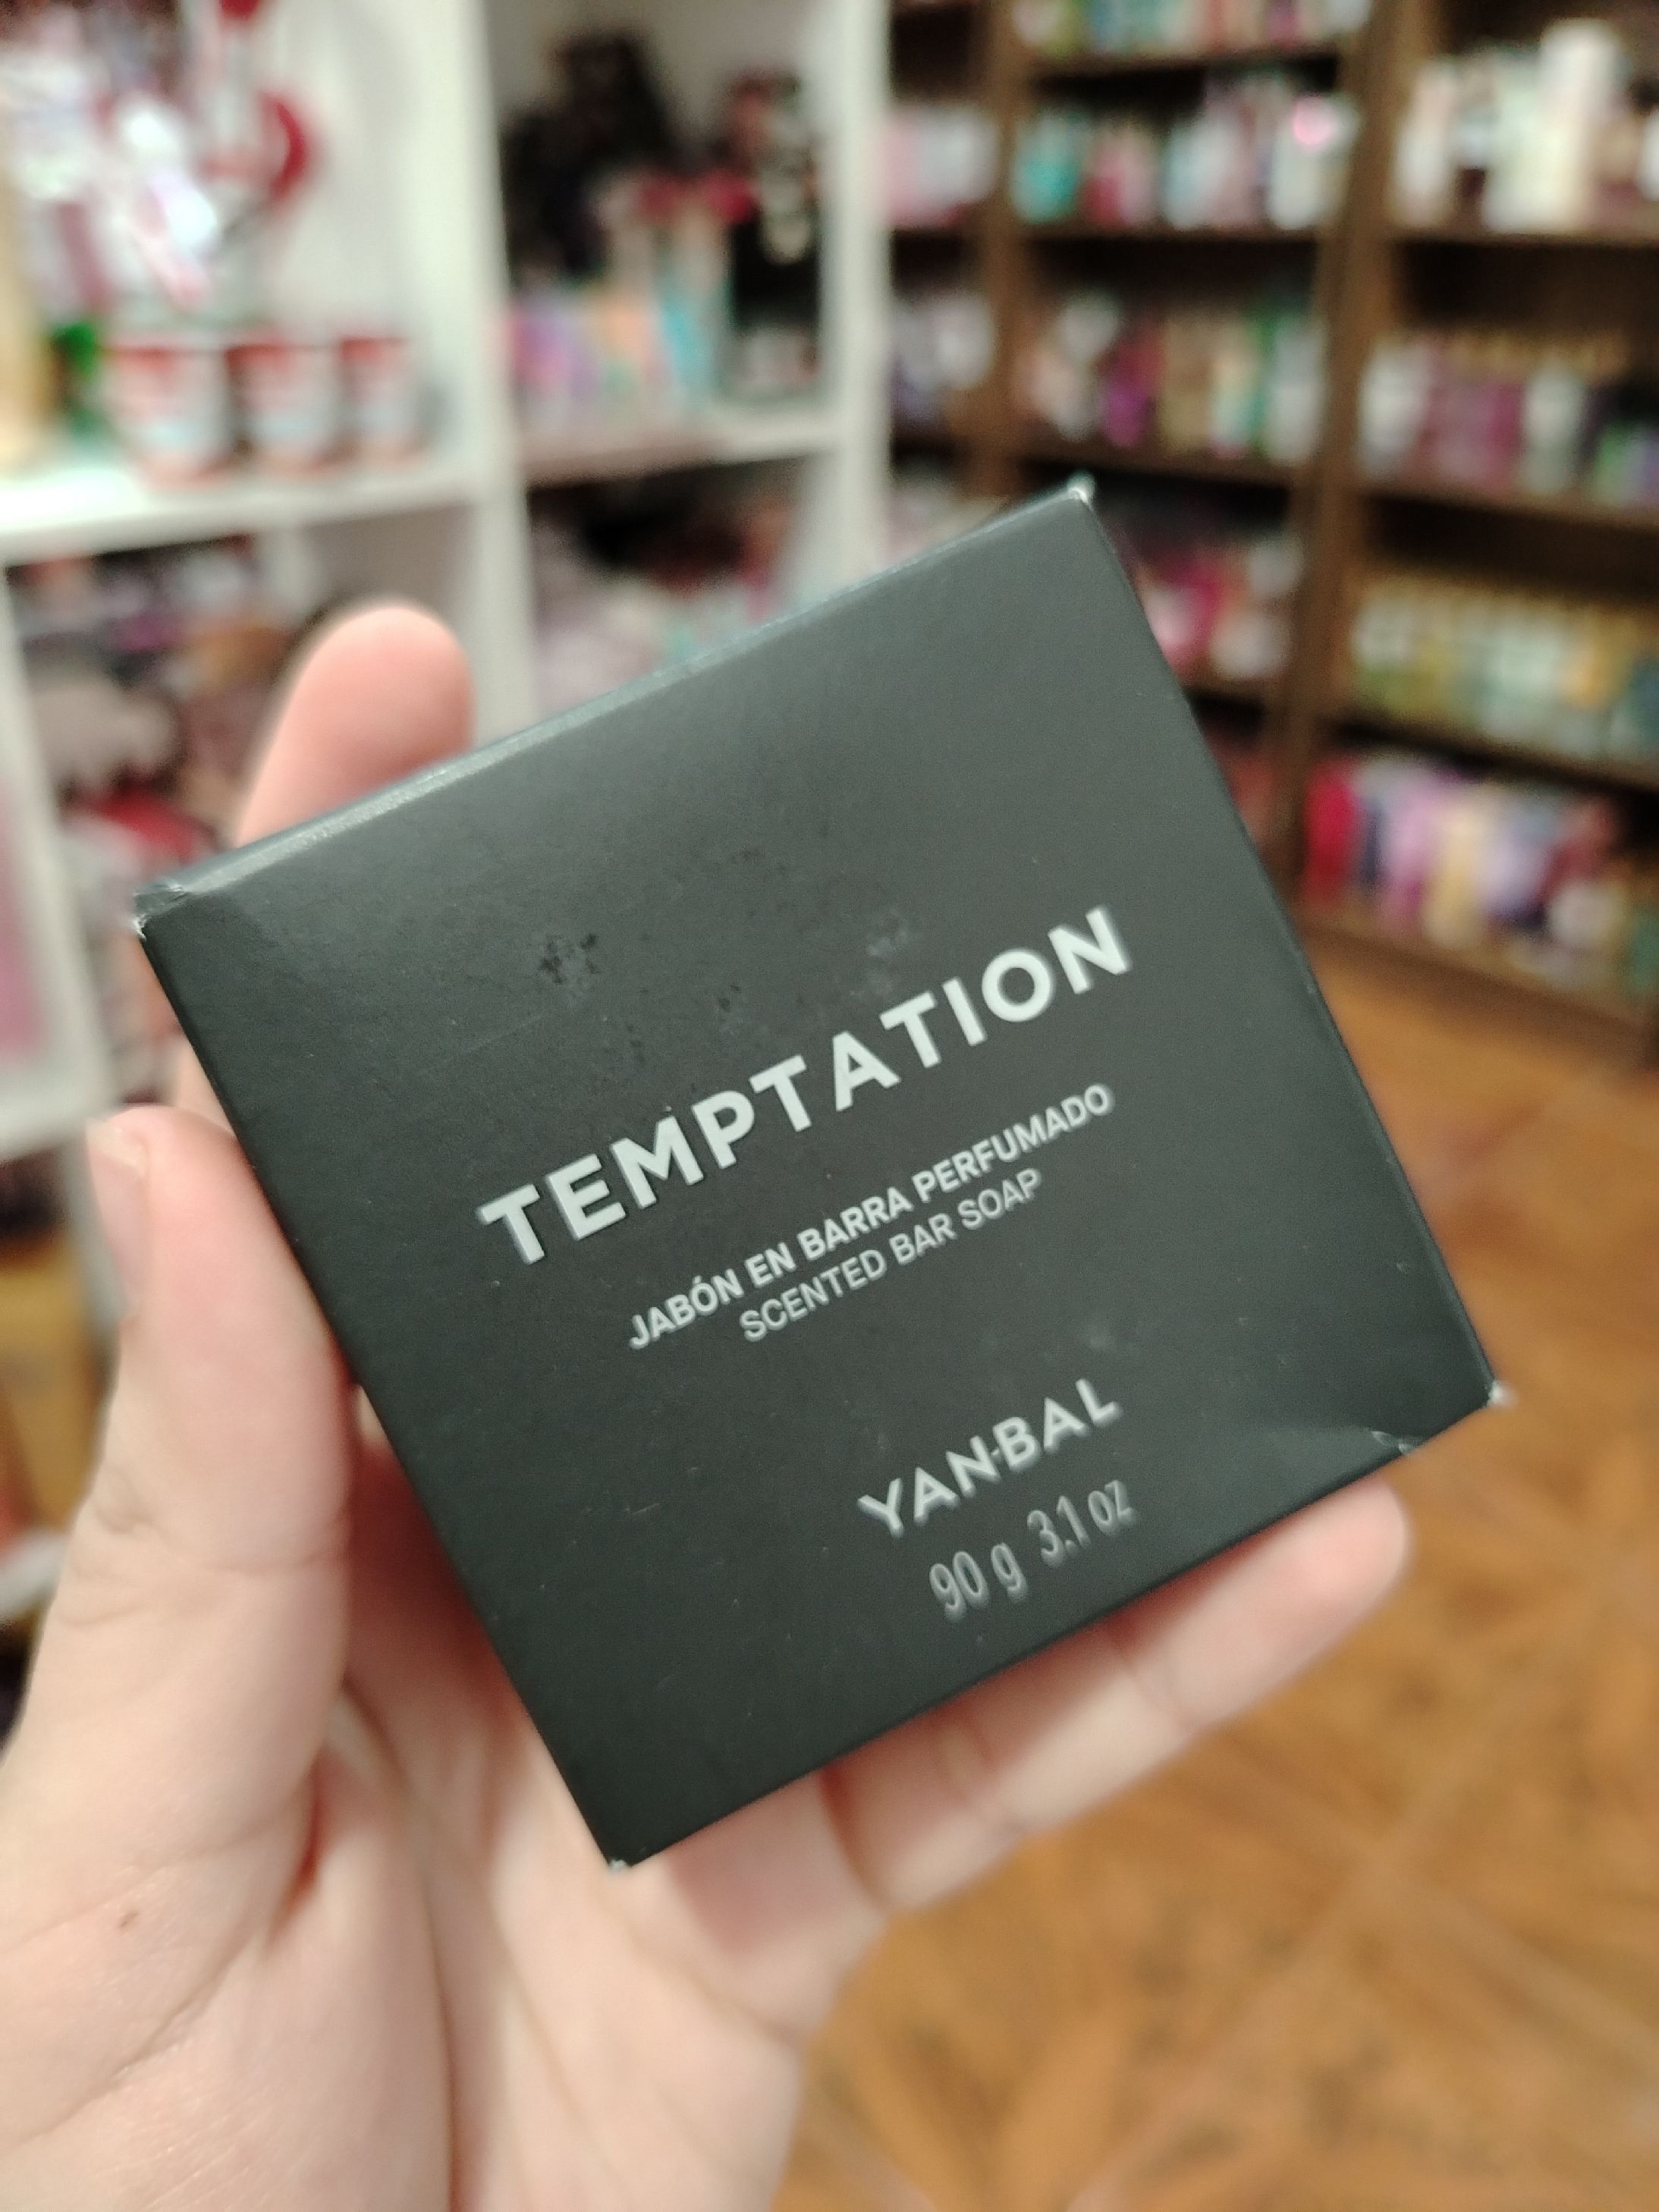 TEMPTATION
JABÓN EN BARRA PERFUMADO
SCENTED BAR SOAP
YANBAL
90 g 3.1 oz